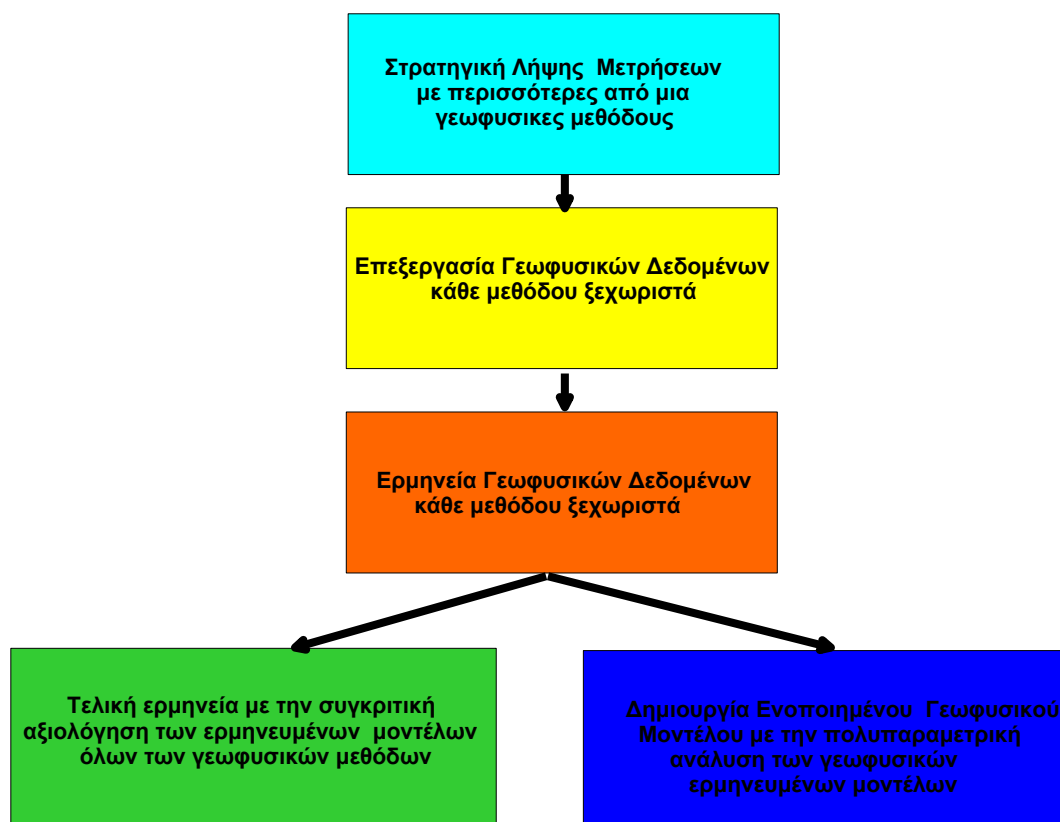 Στρατηγική Λήψης Μετρήσεων
με περισσότερες από μια
γεωφυσικες μεθόδους
Επεξεργασία Γεωφυσικών Δεδομένων
κάθε μεθόδου ξεχωριστά
Ερμηνεία Γεωφυσικών Δεδομένων
κάθε μεθόδου ξεχωριστά
Τελική ερμηνεία με την συγκριτική
αξιολόγηση των ερμηνευμένων μοντέλων
όλων των γεωφυσικών μεθόδων
Δημιουργία Ενοποιημένου Γεωφυσικού
Μοντέλου με την πολυπαραμετρική
ανάλυση των γεωφυσικών
ερμηνευμένων μοντέλων